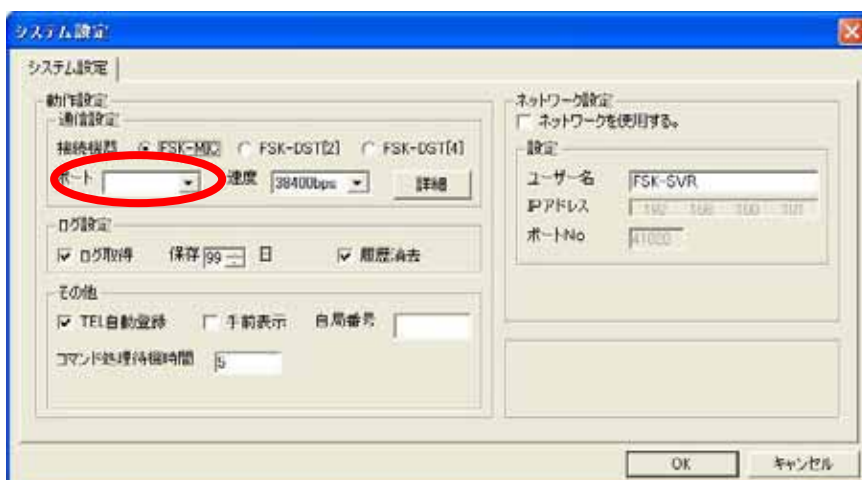 システム設定
システム設定
動作設定
通信設定
接続機器 FSK-MIC FSK-DST[2] FSK-DST[4]
ポート 速度 38400bps 詳細
ログ設定
ログ取得 保存 99 日 履歴消去
その他
TEL自動登録 手前表示 自局番号
コマンド処理待機時間 5
ネットワーク設定
ネットワークを使用する。
設定
ユーザー名 FSK-SVR
IPアドレス 192 168 100 101
ポートNo 41020
OK キャンセル